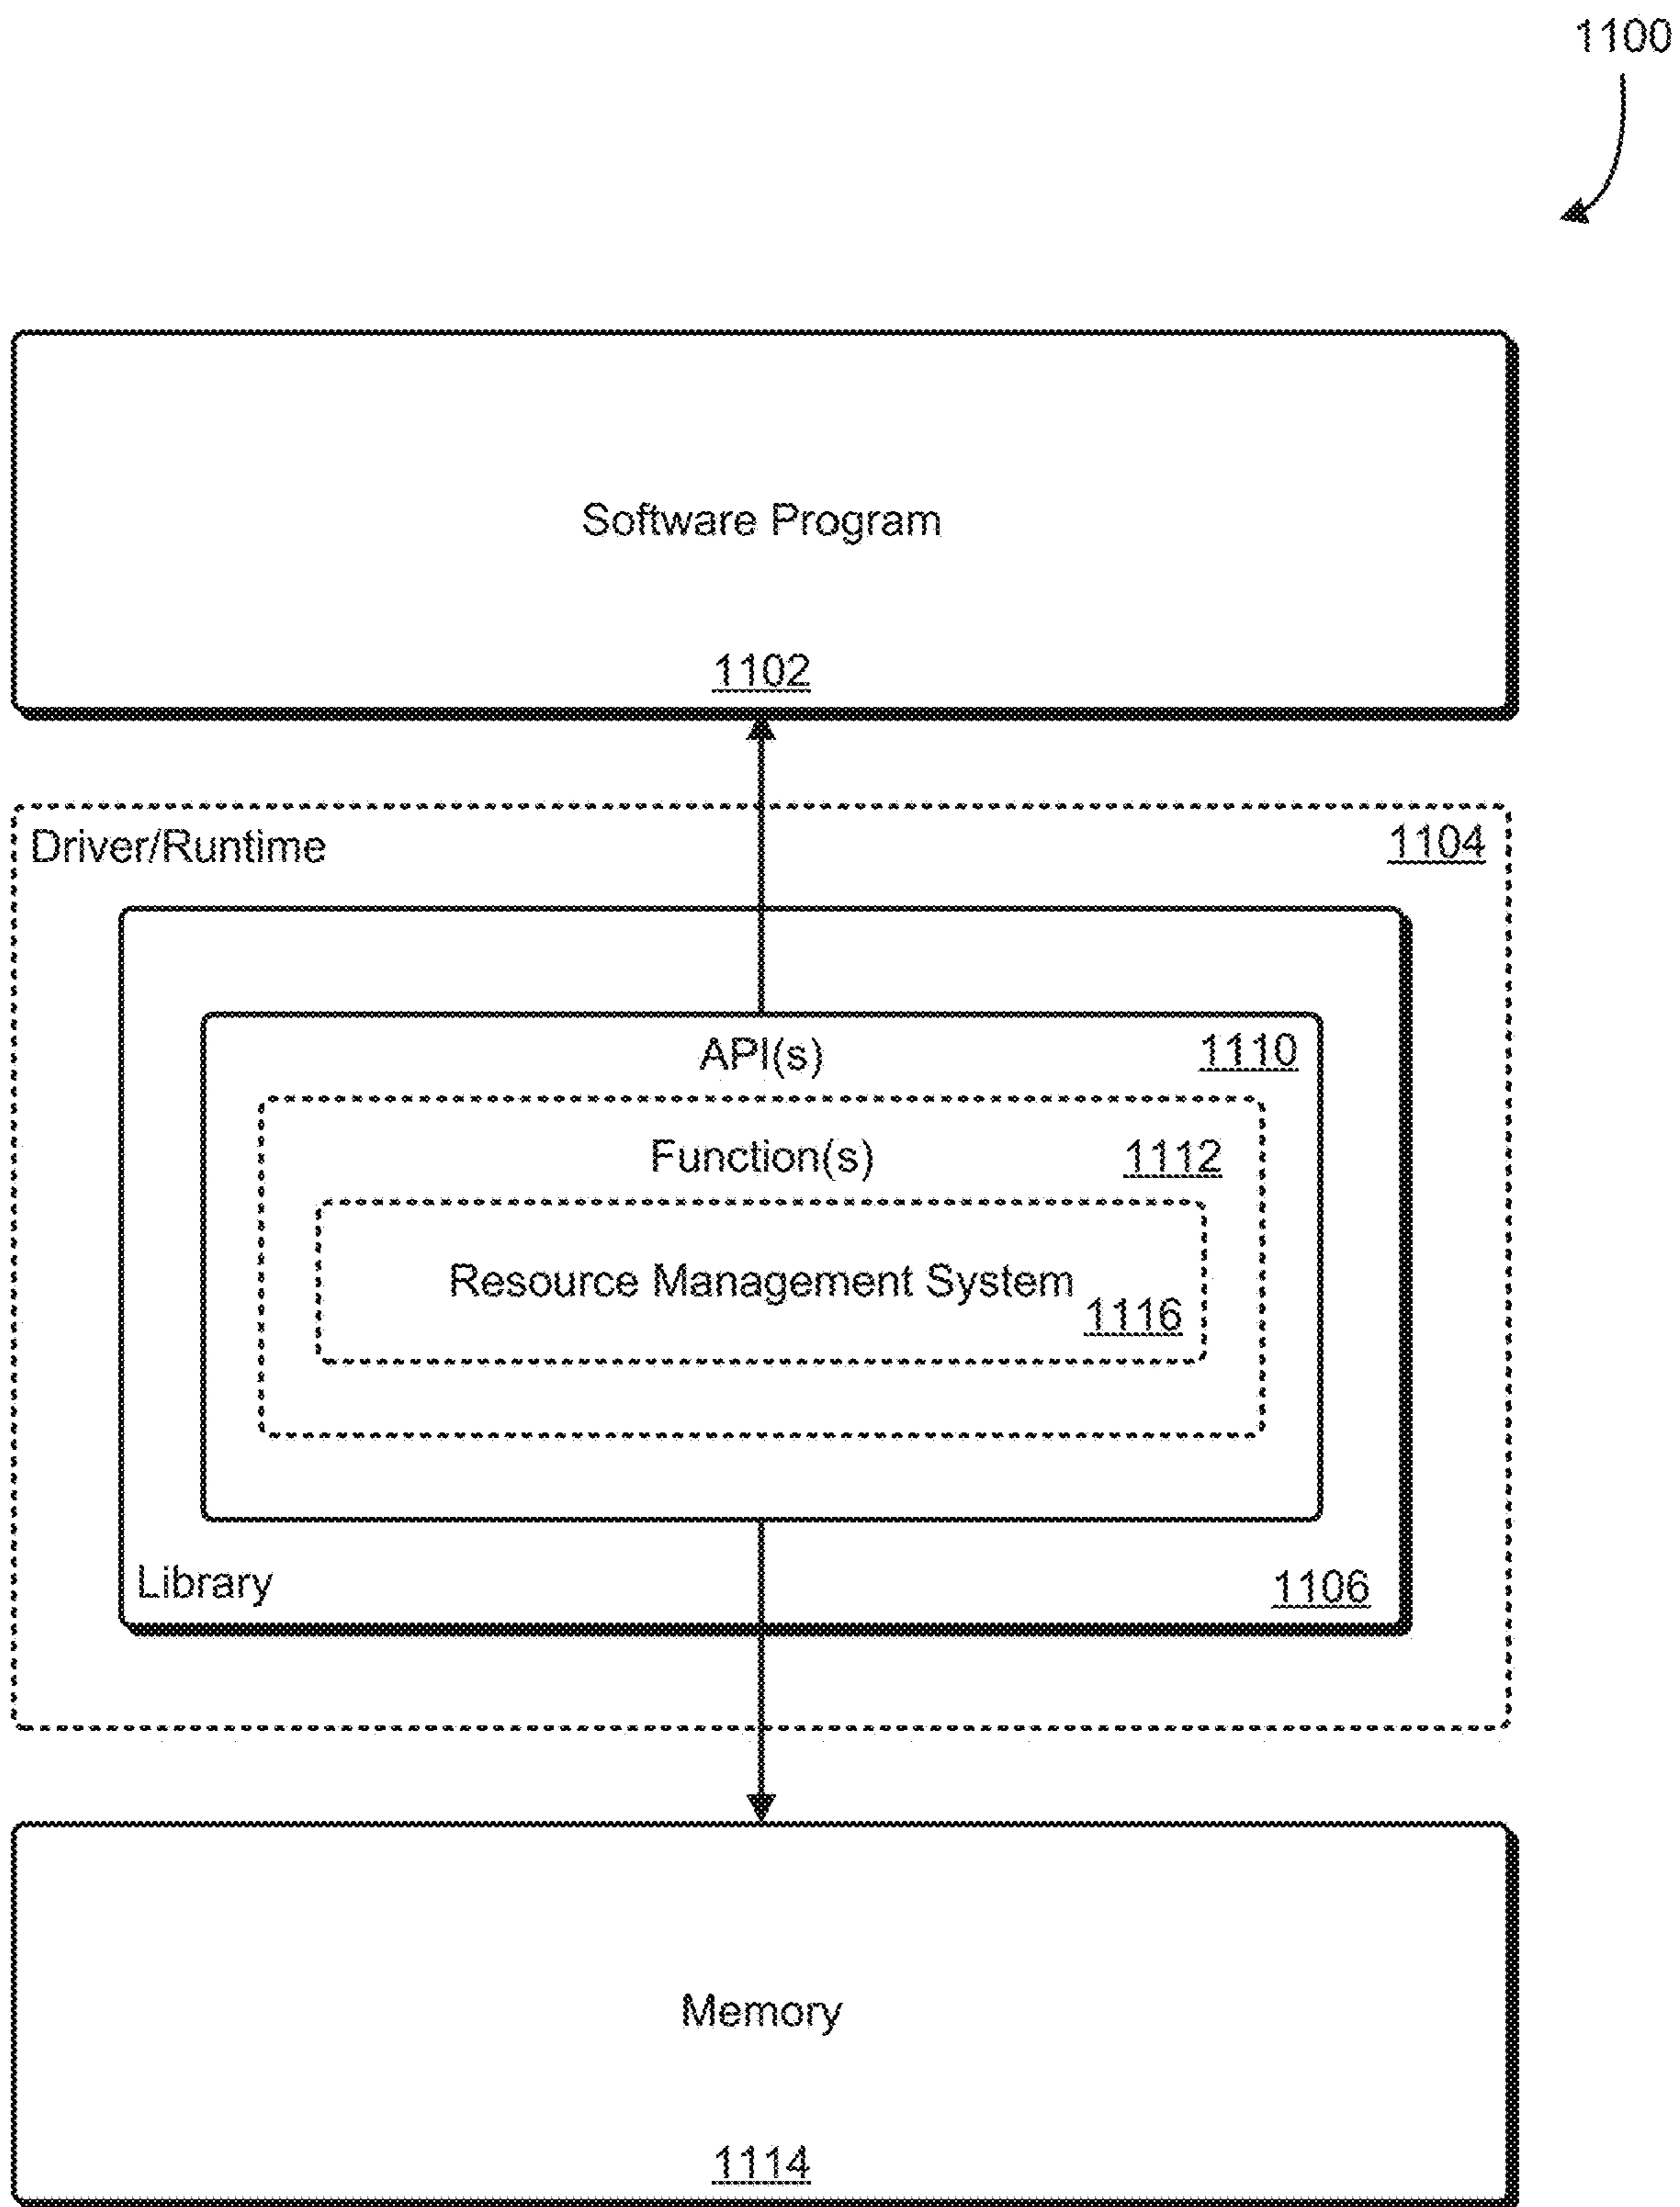 1100
Software Program
1102
Driver/Runtime 1104
API(s) 1110
Function(s) 1112
Resource Management System
1116
Library 1106
Memory
1114